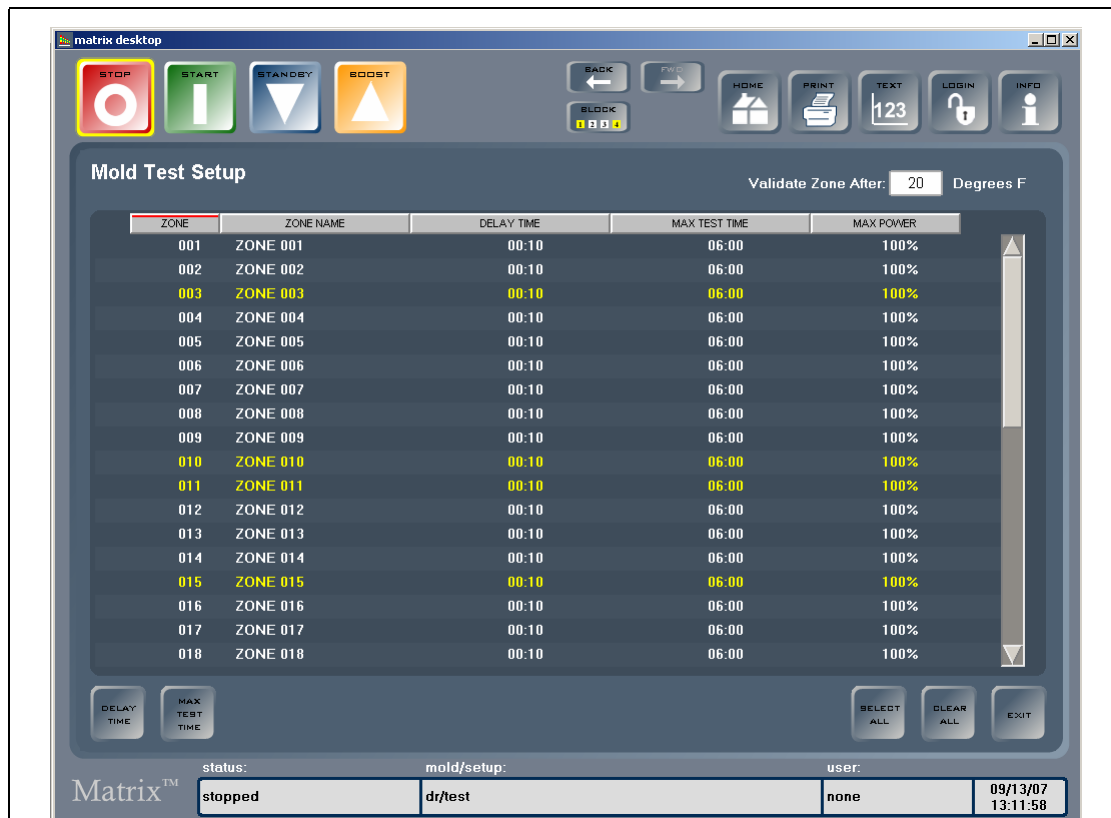 matrix desktop
STOP START STANDBY BOOST BACK FWD HOME PRINT TEXT LOGIN INFO
123
BLOCK
1 2 3 4
Mold Test Setup
Validate Zone After: 20 Degrees F
ZONE ZONE NAME DELAY TIME MAX TEST TIME MAX POWER
001 ZONE 001 00:10 06:00 100%
002 ZONE 002 00:10 06:00 100%
003 ZONE 003 00:10 06:00 100%
004 ZONE 004 00:10 06:00 100%
005 ZONE 005 00:10 06:00 100%
006 ZONE 006 00:10 06:00 100%
007 ZONE 007 00:10 06:00 100%
008 ZONE 008 00:10 06:00 100%
009 ZONE 009 00:10 06:00 100%
010 ZONE 010 00:10 06:00 100%
011 ZONE 011 00:10 06:00 100%
012 ZONE 012 00:10 06:00 100%
013 ZONE 013 00:10 06:00 100%
014 ZONE 014 00:10 06:00 100%
015 ZONE 015 00:10 06:00 100%
016 ZONE 016 00:10 06:00 100%
017 ZONE 017 00:10 06:00 100%
018 ZONE 018 00:10 06:00 100%
DELAY TIME
MAX TEST TIME
SELECT ALL
CLEAR ALL
EXIT
status: mold/setup: user:
Matrix™ stopped dr/test none 09/13/07
13:11:58